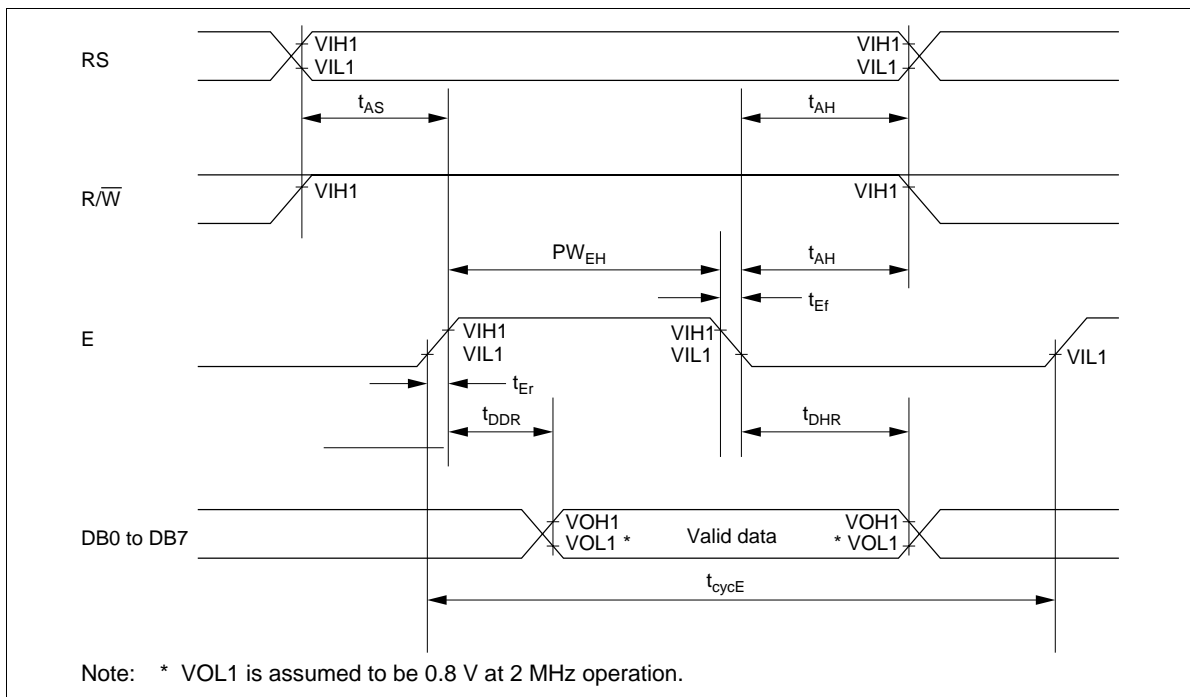 RS
VIH1
VIL1
VIH1
VIL1
tAS
tAH
R/W̅
VIH1
VIH1
PWEH
tAH
tEf
E
VIH1
VIL1
VIH1
VIL1
VIL1
tEr
tDDR
tDHR
DB0 to DB7
VOH1
VOL1 *
Valid data
VOH1
* VOL1
tcycE
Note: * VOL1 is assumed to be 0.8 V at 2 MHz operation.